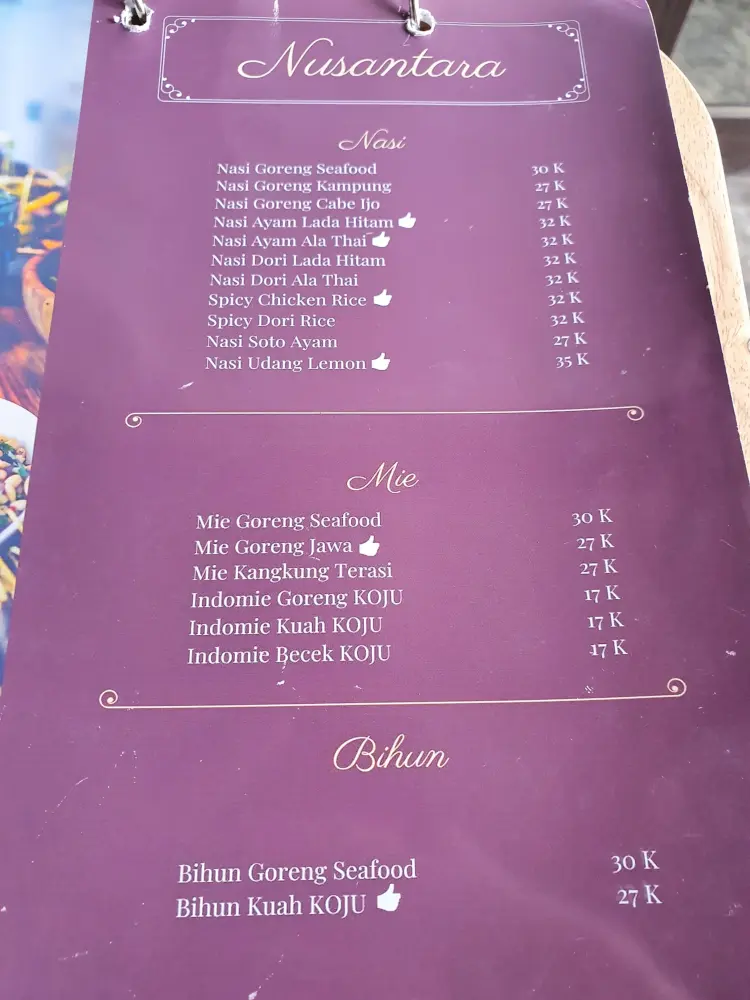 Nusantara
Nasi
Nasi Goreng Seafood 30 K
Nasi Goreng Kampung 27 K
Nasi Goreng Cabe Ijo 27 K
Nasi Ayam Lada Hitam 32 K
Nasi Ayam Ala Thai 32 K
Nasi Dori Lada Hitam 32 K
Nasi Dori Ala Thai 32 K
Spicy Chicken Rice 32 K
Spicy Dori Rice 32 K
Nasi Soto Ayam 27 K
Nasi Udang Lemon 35 K
Mie
Mie Goreng Seafood 30 K
Mie Goreng Jawa 27 K
Mie Kangkung Terasi 27 K
Indomie Goreng KOJU 17 K
Indomie Kuah KOJU 17 K
Indomie Becek KOJU 17 K
Bihun
Bihun Goreng Seafood 30 K
Bihun Kuah KOJU 27 K